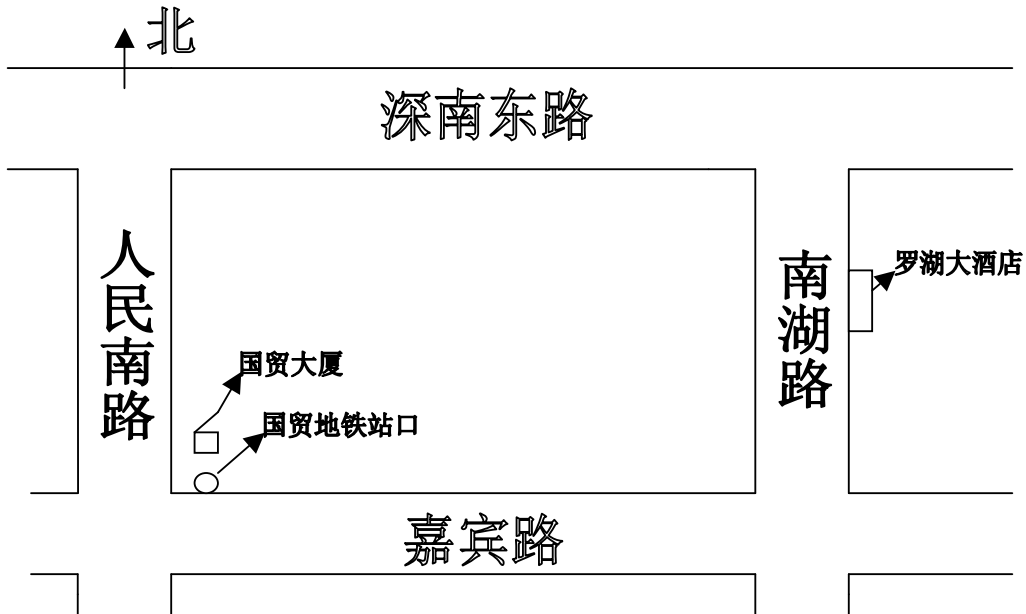 北
深南东路
人民南路
南湖路
罗湖大酒店
国贸大厦
国贸地铁站口
嘉宾路